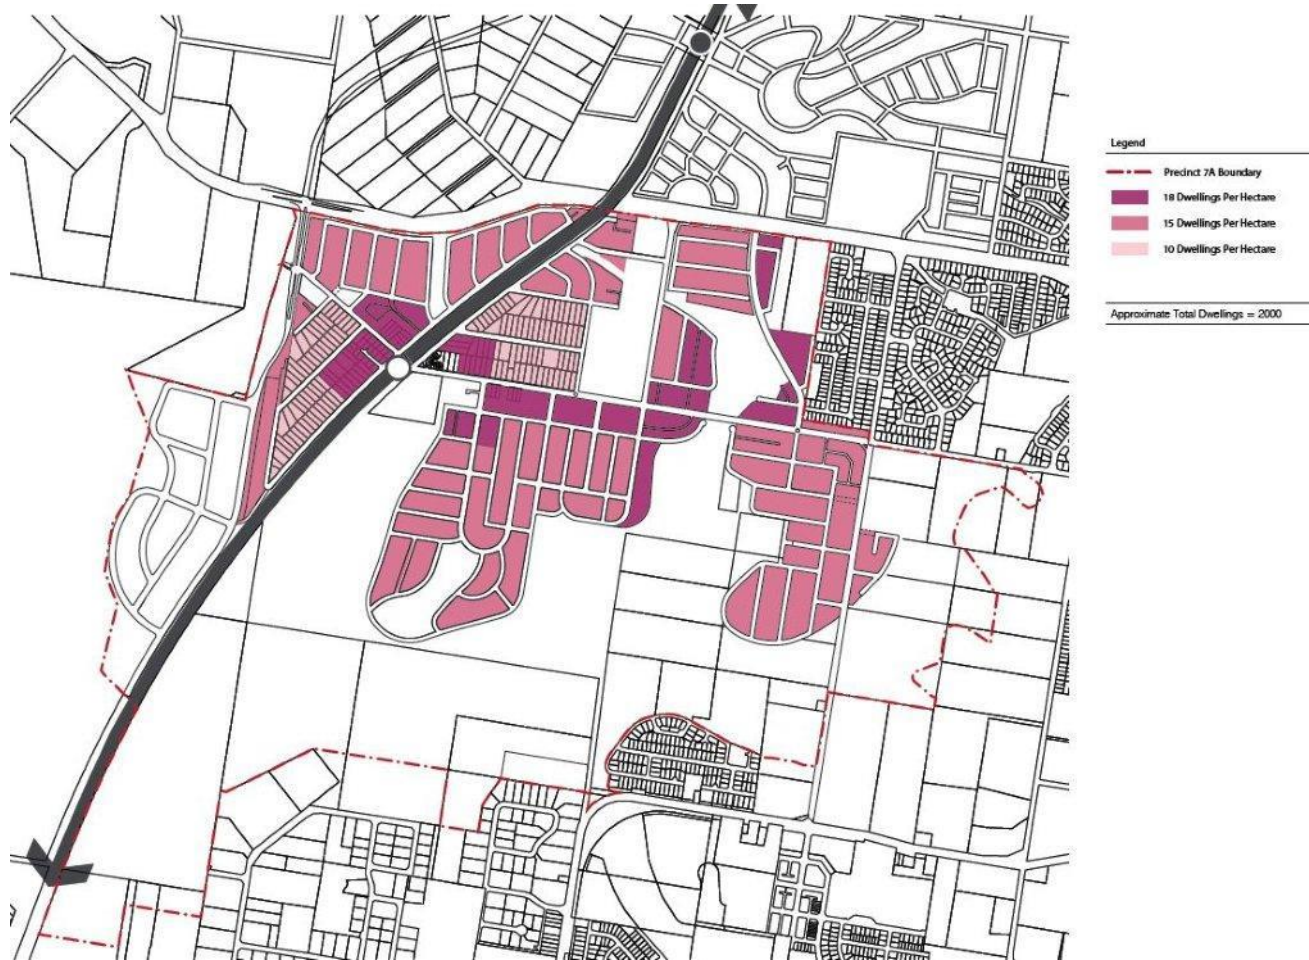 Legend
Precinct 7A Boundary
18 Dwellings Per Hectare
15 Dwellings Per Hectare
10 Dwellings Per Hectare
Approximate Total Dwellings = 2000